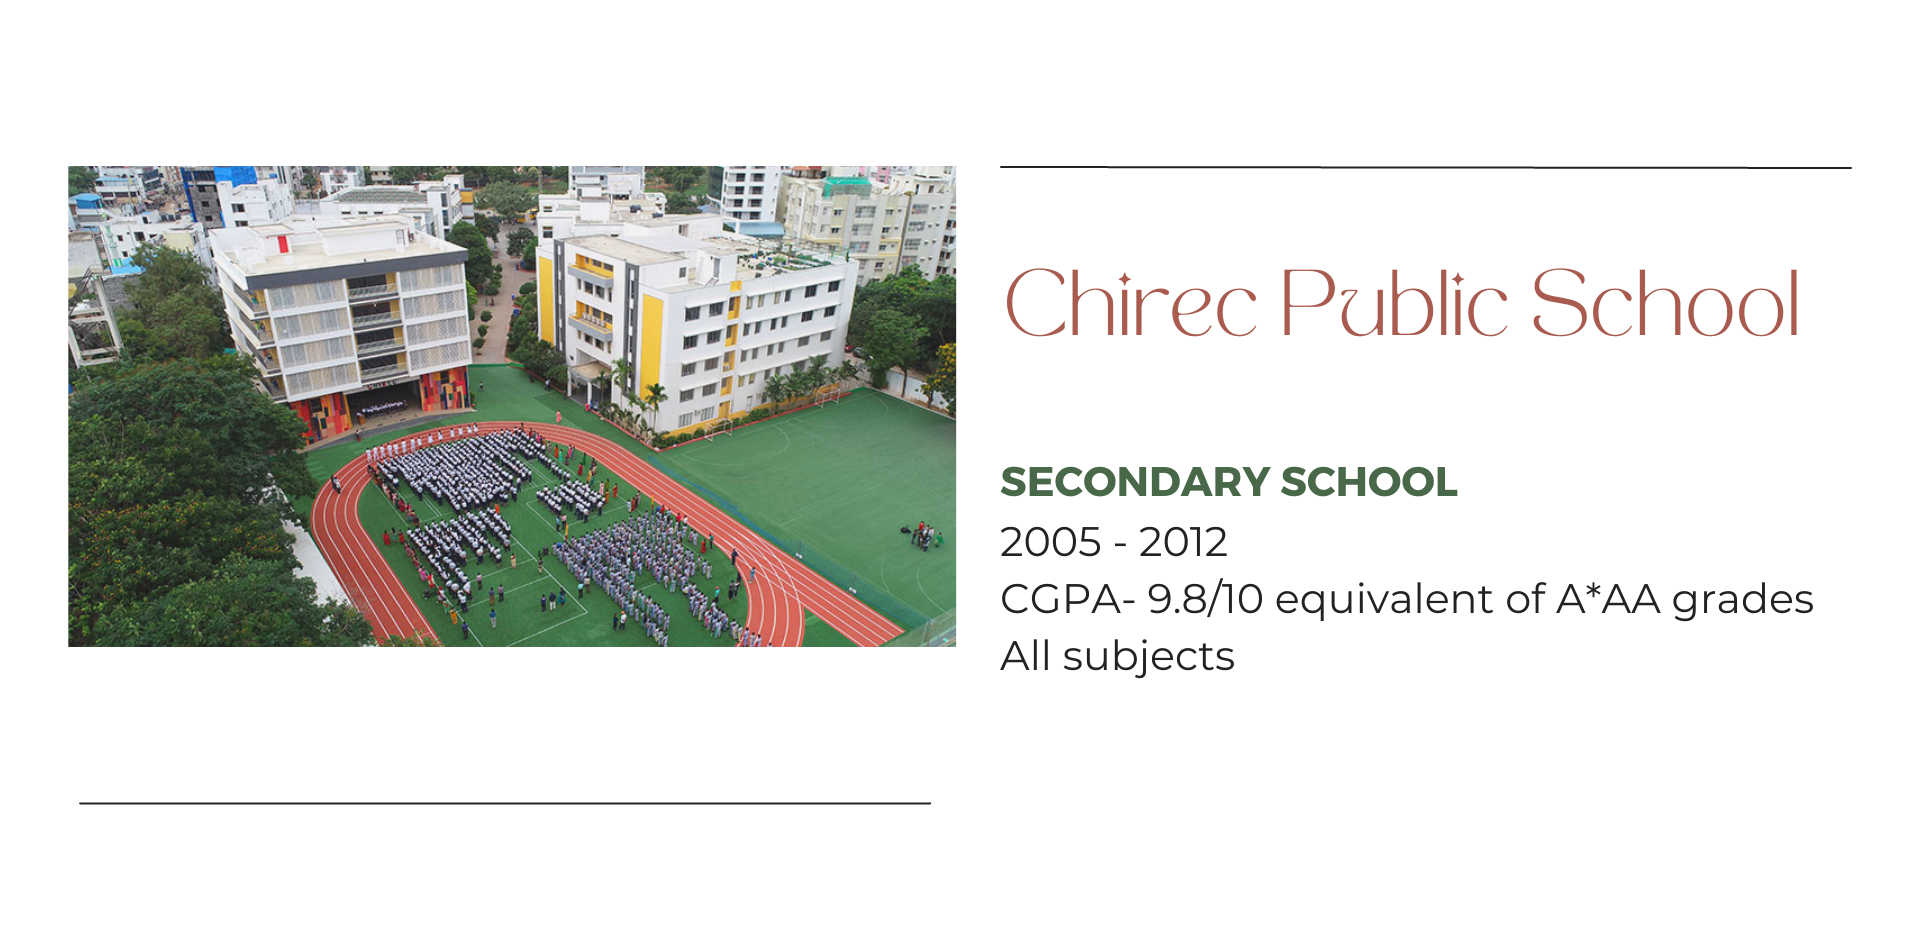 Chirec Public School
SECONDARY SCHOOL
2005 - 2012
CGPA- 9.8/10 equivalent of A*AA grades
All subjects